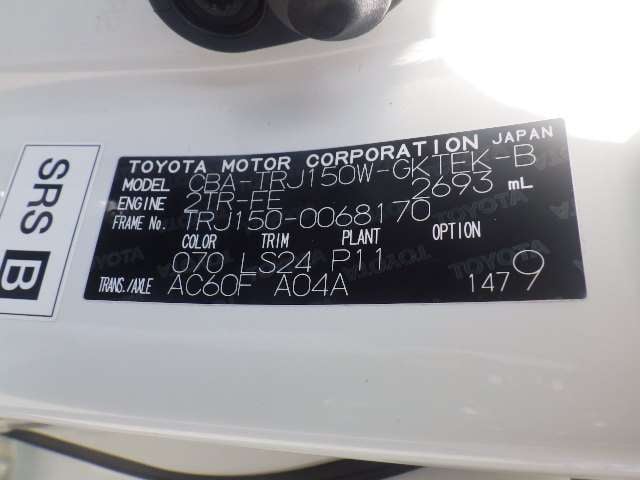 TOYOTA MOTOR CORPORATION JAPAN
MODEL CBA-TRJ150W-GKTEK-B
ENGINE 2TR-FE 2693 mL
FRAME No. TRJ150-0068170
COLOR TRIM PLANT OPTION
070 LS24 P11
TRANS./AXLE AC60F A04A 1479
SRS B